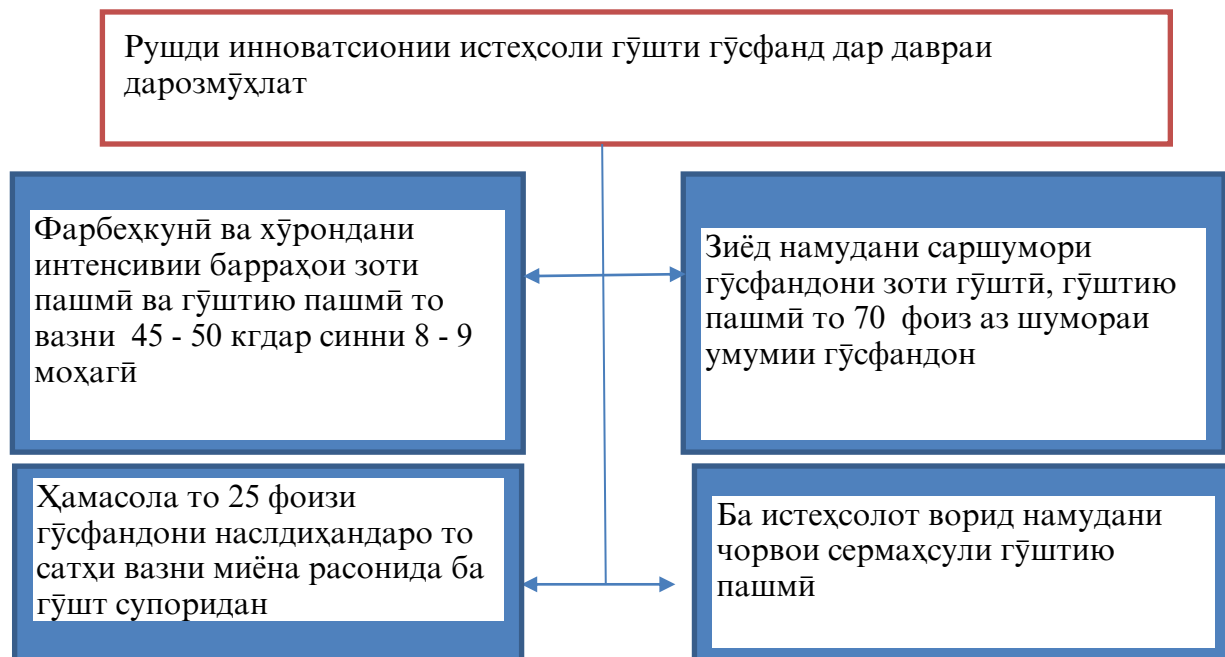 Рушди инноватсионии истеҳсоли гӯшти гӯсфанд дар давраи
дарозмӯҳлат
Фарбеҳкунӣ ва хӯрондани
интенсивии барраҳои зоти
пашмӣ ва гӯштию пашмӣ то
вазни 45 - 50 кгдар синни 8 - 9
моҳагӣ
Зиёд намудани саршумори
гӯсфандони зоти гӯштӣ, гӯштию
пашмӣ то 70 фоиз аз шумораи
умумии гӯсфандон
Ҳамасола то 25 фоизи
гӯсфандони наслдиҳандаро то
сатҳи вазни миёна расонида ба
гӯшт супоридан
Ба истеҳсолот ворид намудани
чорвои сермаҳсули гӯштию
пашмӣ